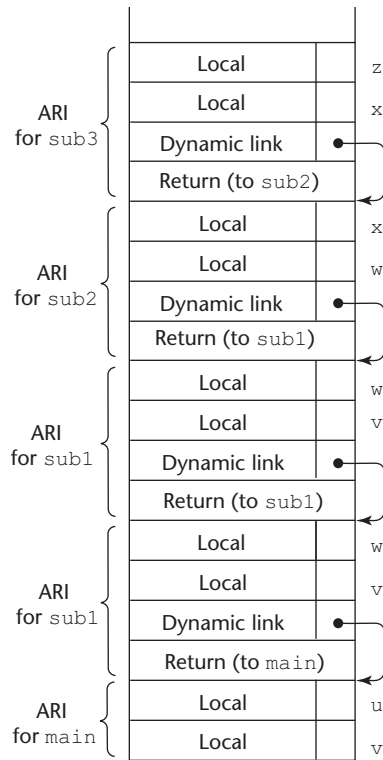 Local z
Local x
ARI
for sub3
Dynamic link
Return (to sub2)
Local x
Local w
ARI
for sub2
Dynamic link
Return (to sub1)
Local w
Local v
ARI
for sub1
Dynamic link
Return (to sub1)
Local w
Local v
ARI
for sub1
Dynamic link
Return (to main)
Local u
ARI
for main
Local v